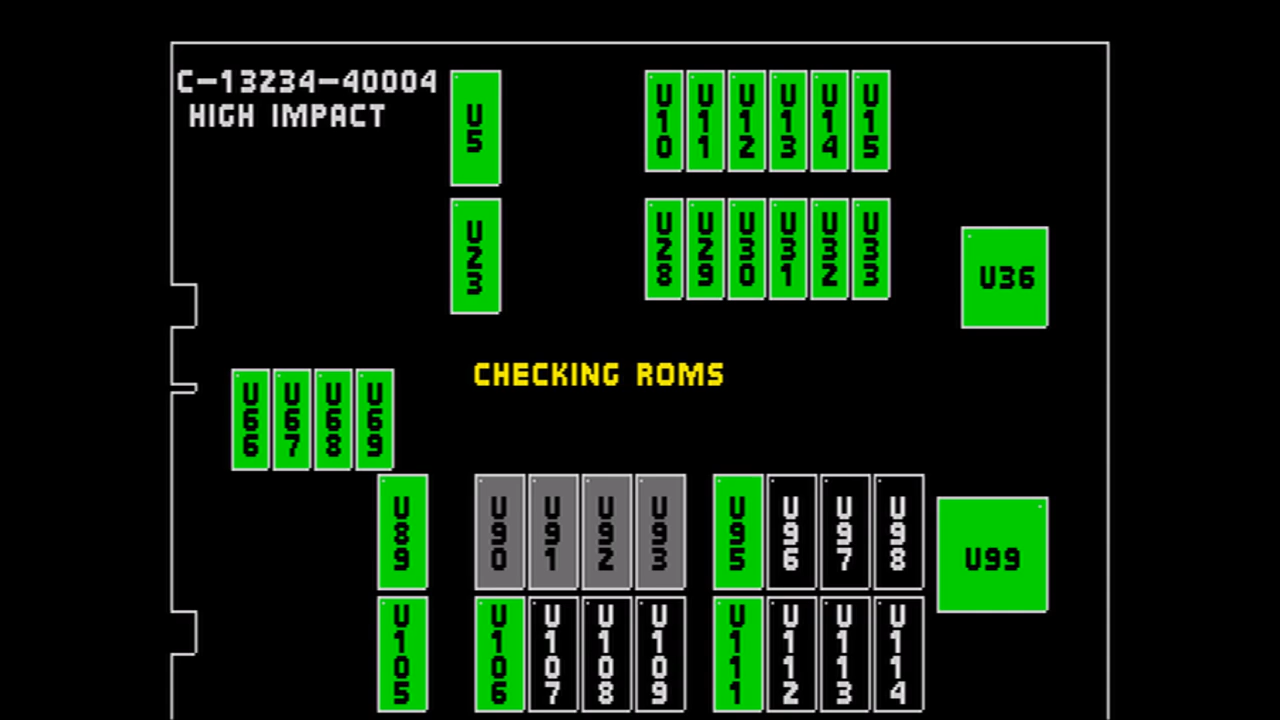 C-13234-40004
HIGH IMPACT
U5
U10 U11 U12 U13 U14 U15
U23
U28 U29 U30 U31 U32 U33
U36
CHECKING ROMS
U66 U67 U68 U69
U89
U90 U91 U92 U93
U95 U96 U97 U98
U99
U105
U106 U107 U108 U109
U111 U112 U113 U114